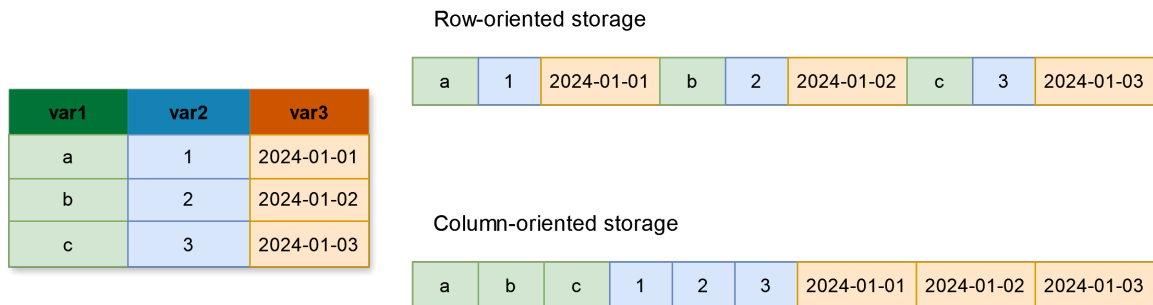 Row-oriented storage
a 1 2024-01-01 b 2 2024-01-02 c 3 2024-01-03
var1 var2 var3
a 1 2024-01-01
b 2 2024-01-02
c 3 2024-01-03
Column-oriented storage
a b c 1 2 3 2024-01-01 2024-01-02 2024-01-03